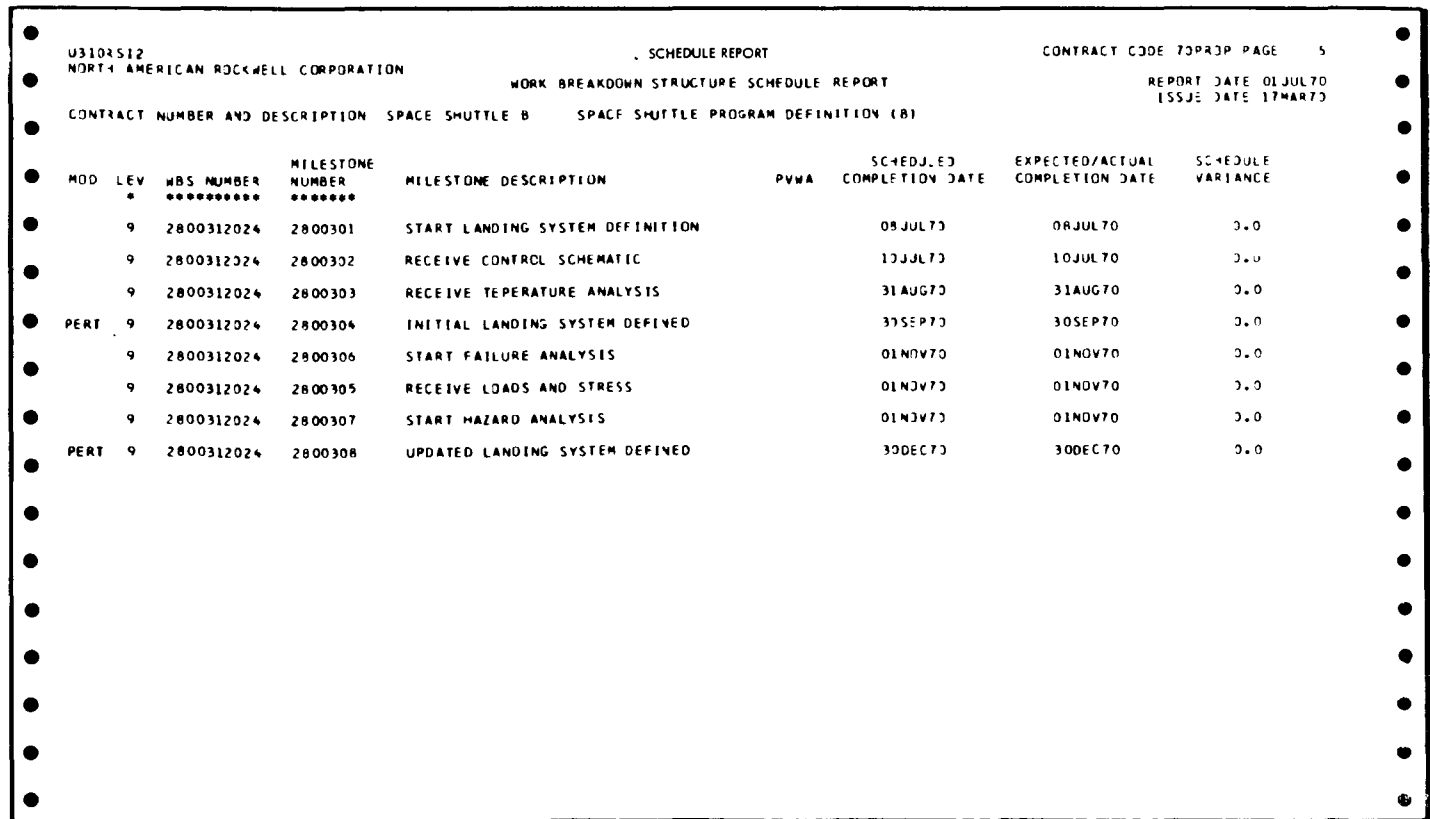 U310RS12 SCHEDULE REPORT CONTRACT CODE 70PROP PAGE 5
NORTH AMERICAN ROCKWELL CORPORATION
WORK BREAKDOWN STRUCTURE SCHEDULE REPORT REPORT DATE 01JUL70
ISSUE DATE 17MAR70
CONTRACT NUMBER AND DESCRIPTION SPACE SHUTTLE B SPACE SHUTTLE PROGRAM DEFINITION (B)
MILESTONE SCHEDULED EXPECTED/ACTUAL SCHEDULE
MOD LEV WBS NUMBER NUMBER MILESTONE DESCRIPTION PVWA COMPLETION DATE COMPLETION DATE VARIANCE
* ********** *******
9 2800312024 2800301 START LANDING SYSTEM DEFINITION 08JUL70 08JUL70 0.0
9 2800312024 2800302 RECEIVE CONTROL SCHEMATIC 10JUL70 10JUL70 0.0
9 2800312024 2800303 RECEIVE TEPERATURE ANALYSIS 31AUG70 31AUG70 0.0
PERT 9 2800312024 2800304 INITIAL LANDING SYSTEM DEFINED 30SEP70 30SEP70 0.0
9 2800312024 2800306 START FAILURE ANALYSIS 01NOV70 01NOV70 0.0
9 2800312024 2800305 RECEIVE LOADS AND STRESS 01NOV70 01NOV70 0.0
9 2800312024 2800307 START HAZARD ANALYSIS 01NOV70 01NOV70 0.0
PERT 9 2800312024 2800308 UPDATED LANDING SYSTEM DEFINED 30DEC70 30DEC70 0.0